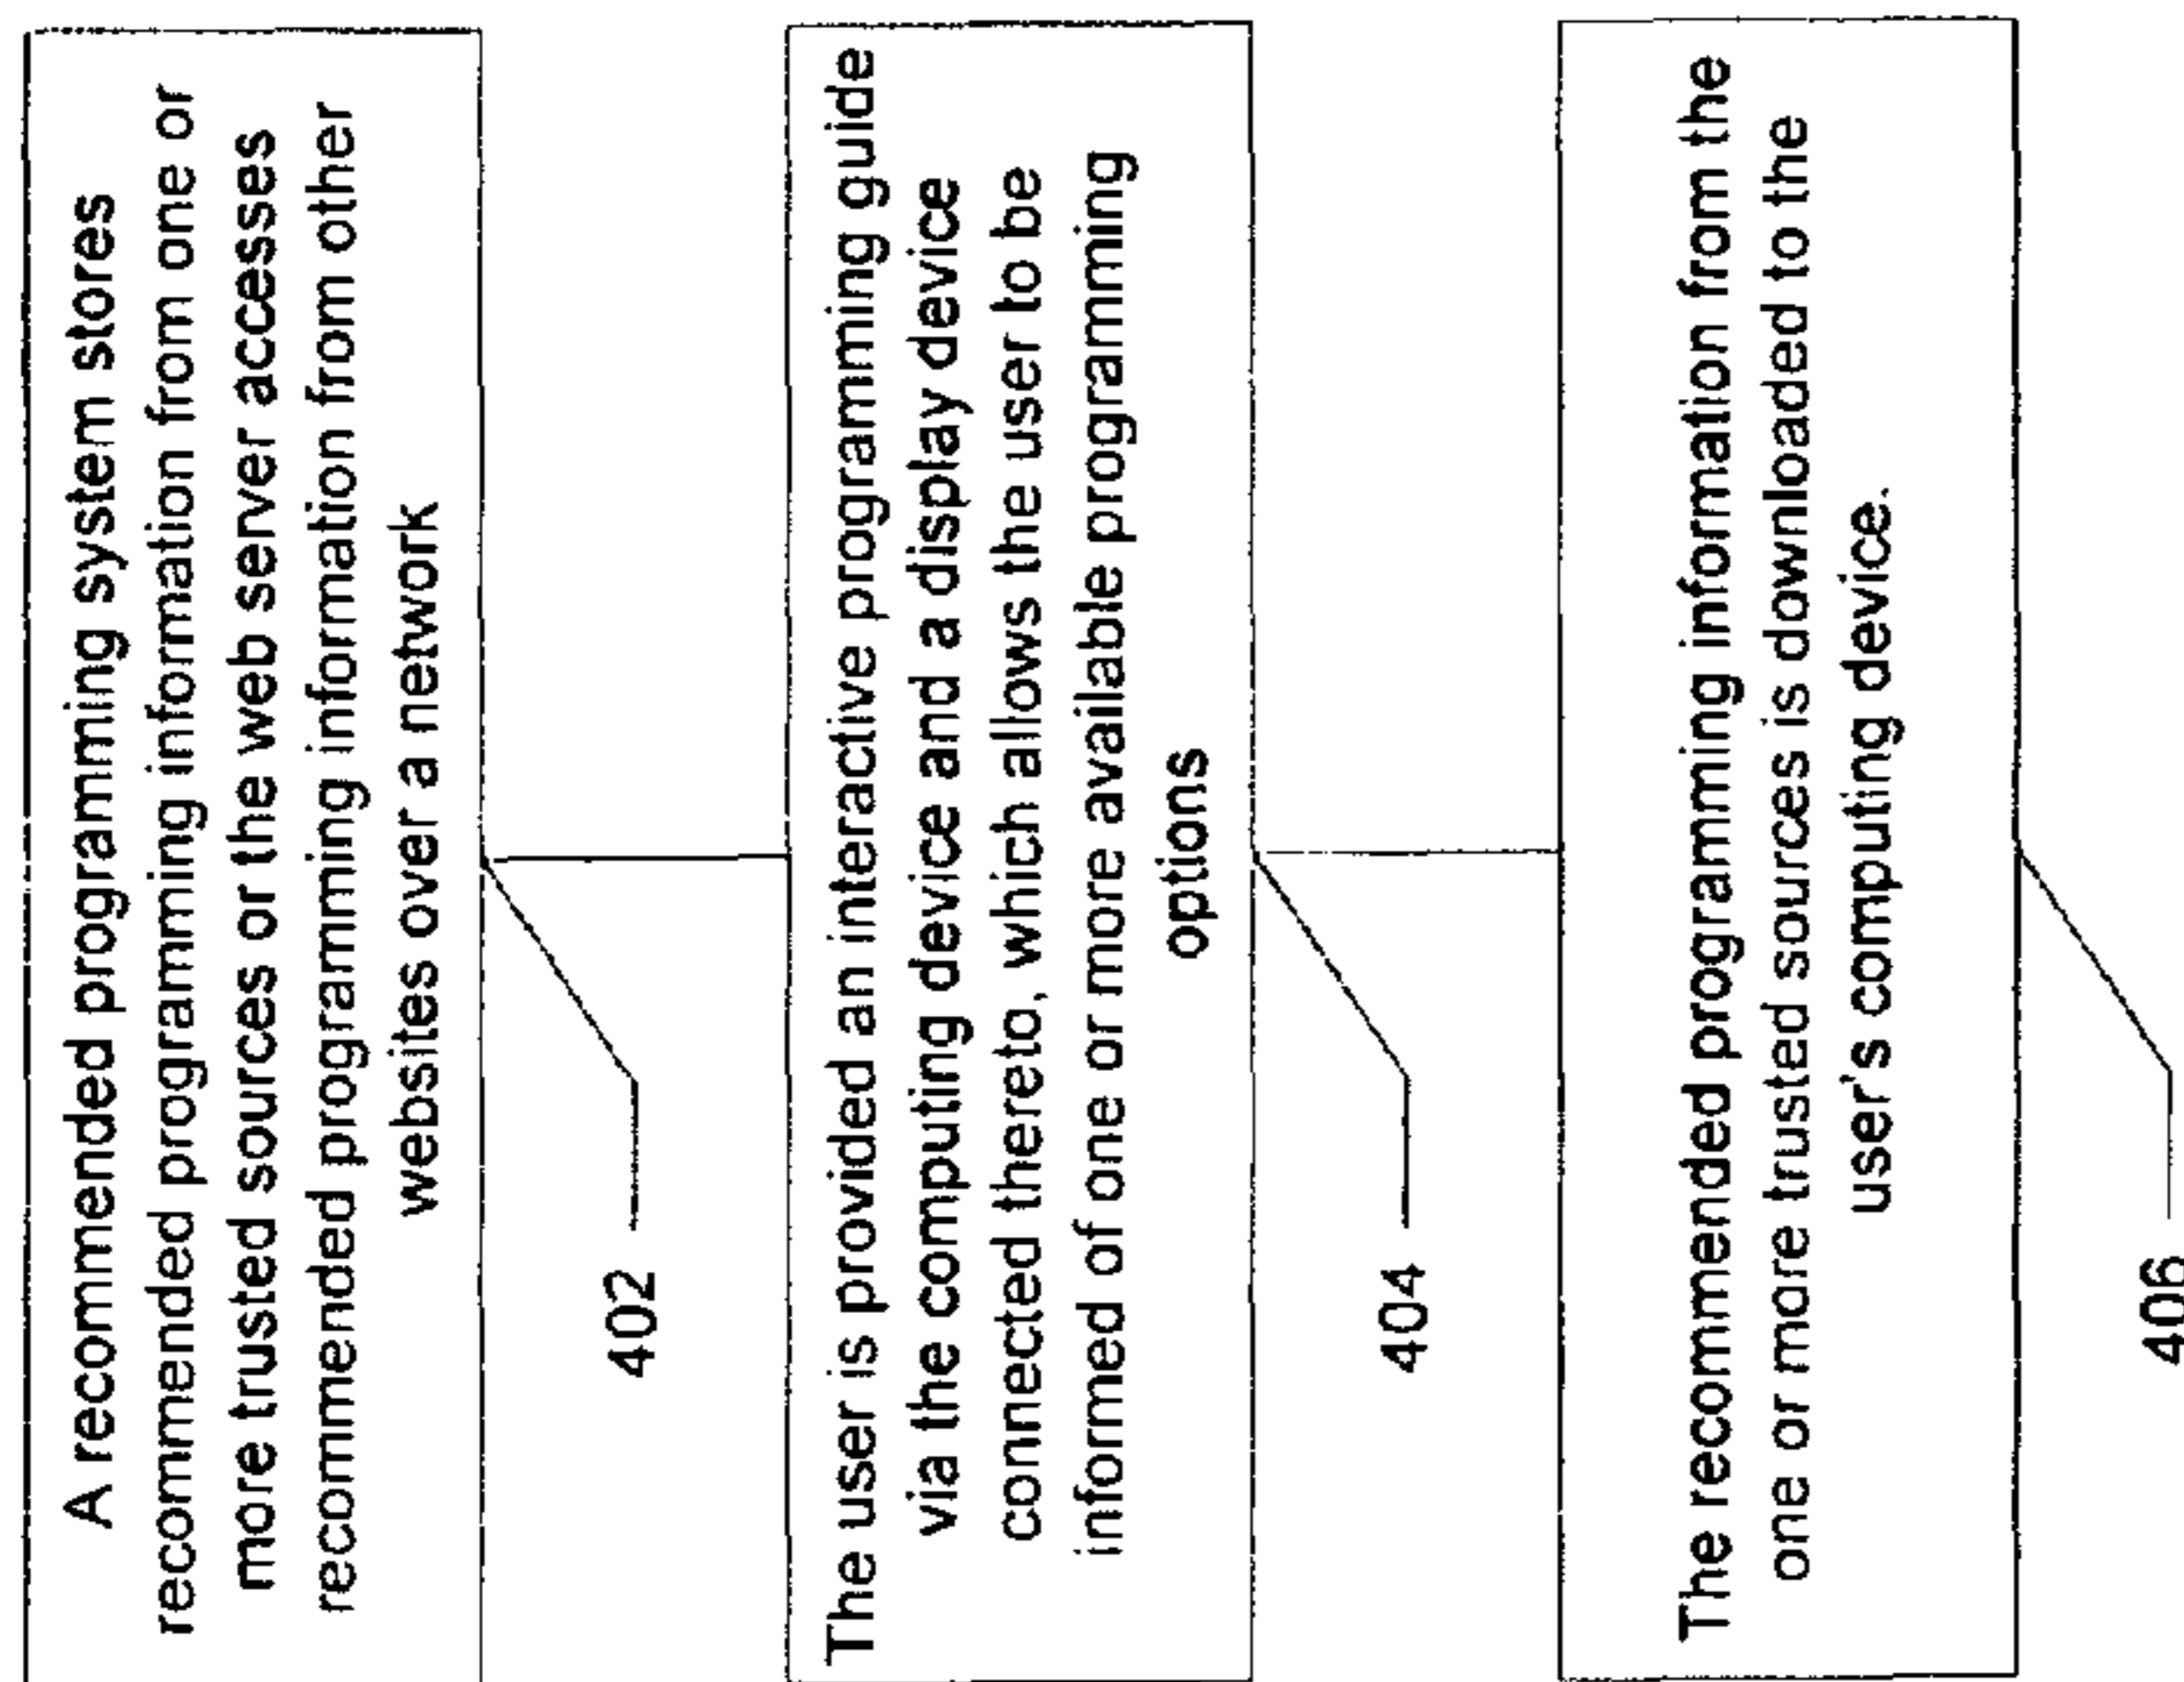 A recommended programming system stores
recommended programming information from one or
more trusted sources or the web server accesses
recommended programming information from other
websites over a network
402
The user is provided an interactive programming guide
via the computing device and a display device
connected thereto, which allows the user to be
informed of one or more available programming
options
404
The recommended programming information from the
one or more trusted sources is downloaded to the
user's computing device.
406